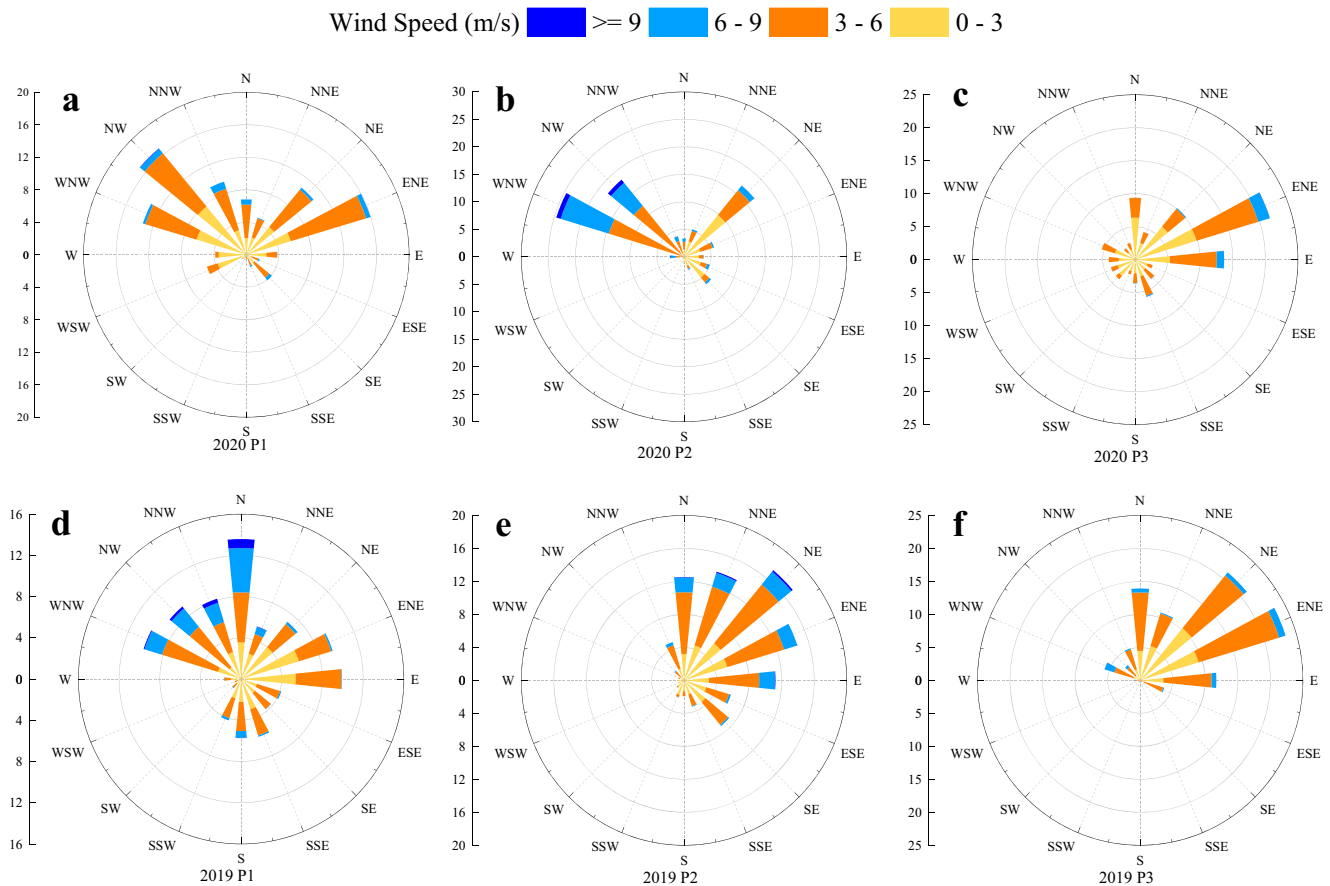 Wind Speed (m/s) >= 9 6 - 9 3 - 6 0 - 3
a
20
16
12
8
4
0
4
8
12
16
20
N
NNE
NE
ENE
E
ESE
SE
SSE
S
SSW
SW
WSW
W
WNW
NW
NNW
2020 P1
b
30
25
20
15
10
5
0
5
10
15
20
25
30
N
NNE
NE
ENE
E
ESE
SE
SSE
S
SSW
SW
WSW
W
WNW
NW
NNW
2020 P2
c
25
20
15
10
5
0
5
10
15
20
25
N
NNE
NE
ENE
E
ESE
SE
SSE
S
SSW
SW
WSW
W
WNW
NW
NNW
2020 P3
d
16
12
8
4
0
4
8
12
16
N
NNE
NE
ENE
E
ESE
SE
SSE
S
SSW
SW
WSW
W
WNW
NW
NNW
2019 P1
e
20
16
12
8
4
0
4
8
12
16
20
N
NNE
NE
ENE
E
ESE
SE
SSE
S
SSW
SW
WSW
W
WNW
NW
NNW
2019 P2
f
25
20
15
10
5
0
5
10
15
20
25
N
NNE
NE
ENE
E
ESE
SE
SSE
S
SSW
SW
WSW
W
WNW
NW
NNW
2019 P3